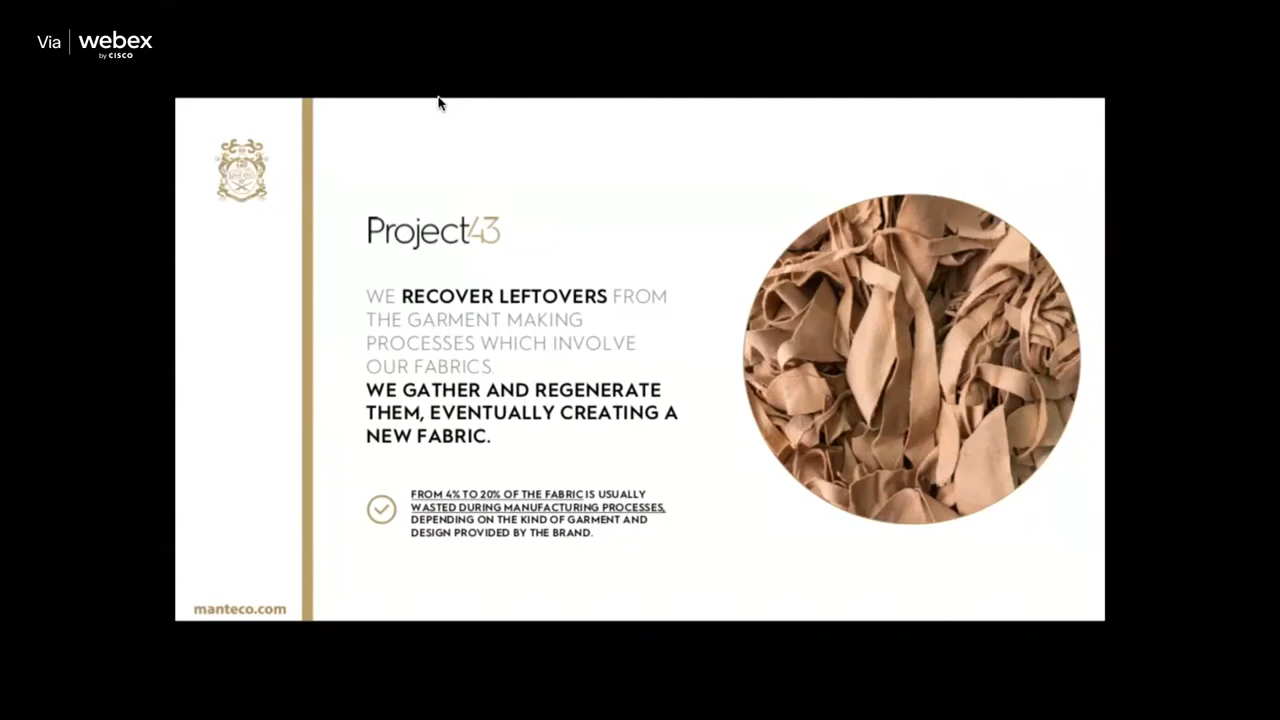 Via webex
by CISCO
Project43
WE RECOVER LEFTOVERS FROM
THE GARMENT MAKING
PROCESSES WHICH INVOLVE
OUR FABRICS.
WE GATHER AND REGENERATE
THEM, EVENTUALLY CREATING A
NEW FABRIC.
FROM 4% TO 20% OF THE FABRIC IS USUALLY
WASTED DURING MANUFACTURING PROCESSES,
DEPENDING ON THE KIND OF GARMENT AND
DESIGN PROVIDED BY THE BRAND.
manteco.com